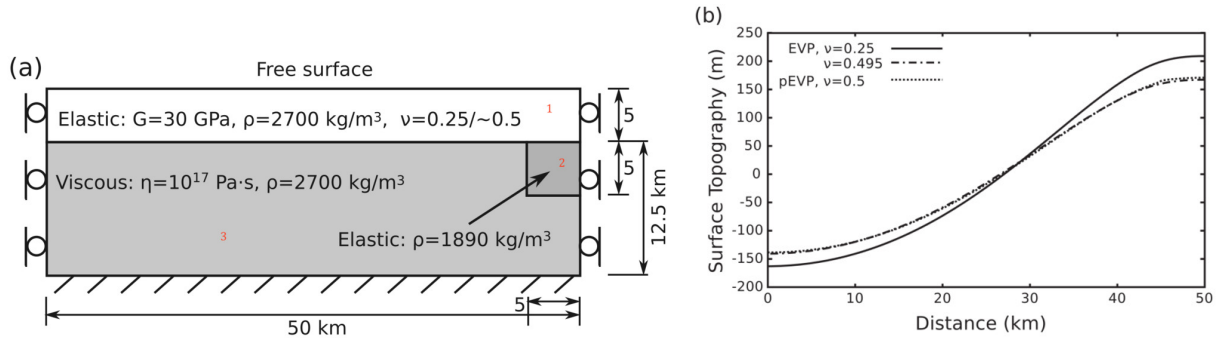 (a)
Free surface
Elastic: G=30 GPa, ρ=2700 kg/m³, ν=0.25/~0.5
1
5
Viscous: η=10¹⁷ Pa·s, ρ=2700 kg/m³
2
5
12.5 km
3
Elastic: ρ=1890 kg/m³
5
50 km
(b)
EVP, ν=0.25
ν=0.495
pEVP, ν=0.5
Surface Topography (m)
250
200
150
100
50
0
-50
-100
-150
-200
0 10 20 30 40 50
Distance (km)